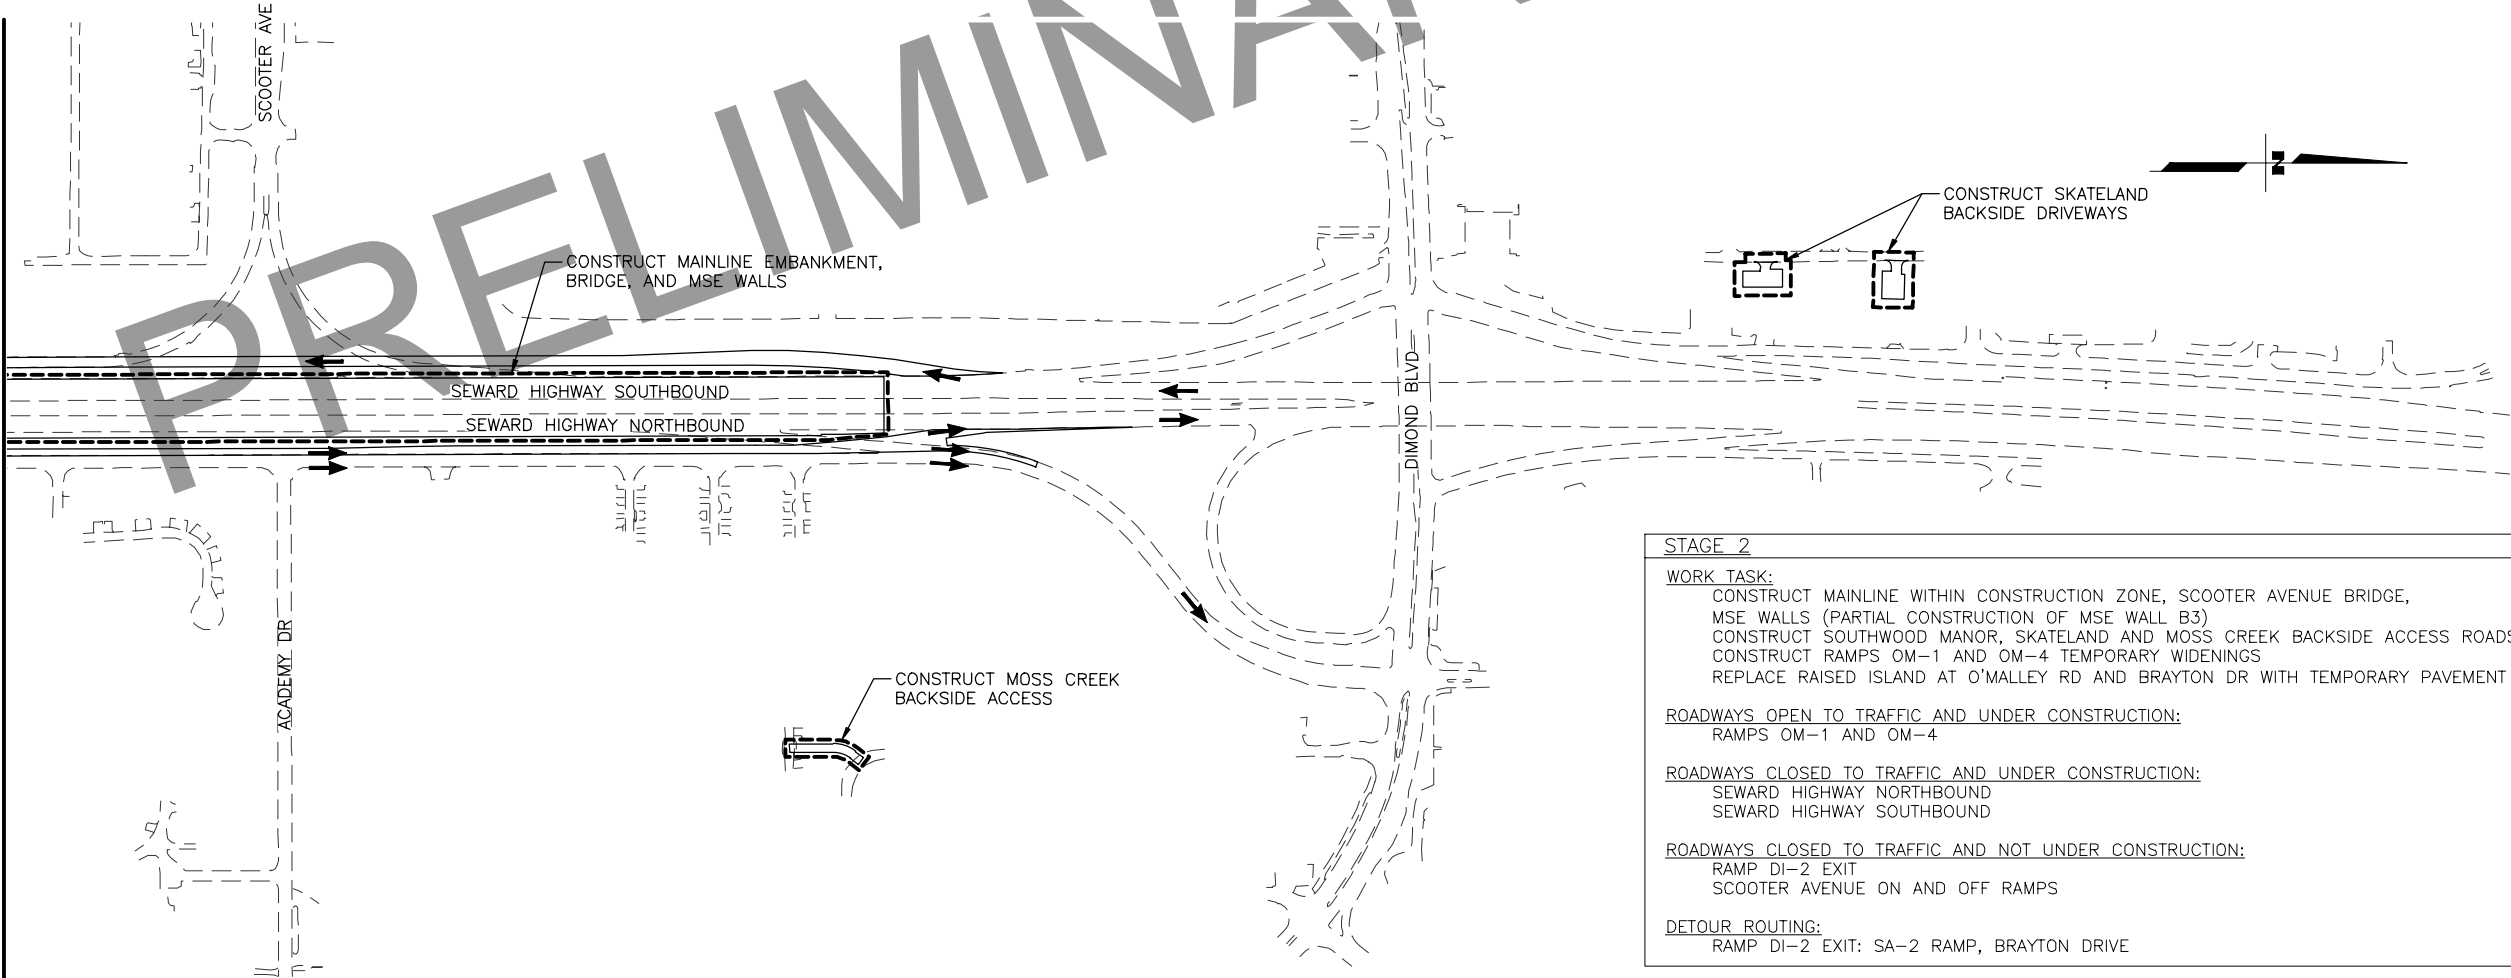 SCOOTER AVE
PRELIMINA
N
CONSTRUCT SKATELAND
BACKSIDE DRIVEWAYS
CONSTRUCT MAINLINE EMBANKMENT,
BRIDGE, AND MSE WALLS
SEWARD HIGHWAY SOUTHBOUND
SEWARD HIGHWAY NORTHBOUND
DIMOND BLVD
ACADEMY DR
CONSTRUCT MOSS CREEK
BACKSIDE ACCESS
STAGE 2
WORK TASK:
CONSTRUCT MAINLINE WITHIN CONSTRUCTION ZONE, SCOOTER AVENUE BRIDGE,
MSE WALLS (PARTIAL CONSTRUCTION OF MSE WALL B3)
CONSTRUCT SOUTHWOOD MANOR, SKATELAND AND MOSS CREEK BACKSIDE ACCESS ROADS
CONSTRUCT RAMPS OM-1 AND OM-4 TEMPORARY WIDENINGS
REPLACE RAISED ISLAND AT O'MALLEY RD AND BRAYTON DR WITH TEMPORARY PAVEMENT
ROADWAYS OPEN TO TRAFFIC AND UNDER CONSTRUCTION:
RAMPS OM-1 AND OM-4
ROADWAYS CLOSED TO TRAFFIC AND UNDER CONSTRUCTION:
SEWARD HIGHWAY NORTHBOUND
SEWARD HIGHWAY SOUTHBOUND
ROADWAYS CLOSED TO TRAFFIC AND NOT UNDER CONSTRUCTION:
RAMP DI-2 EXIT
SCOOTER AVENUE ON AND OFF RAMPS
DETOUR ROUTING:
RAMP DI-2 EXIT: SA-2 RAMP, BRAYTON DRIVE